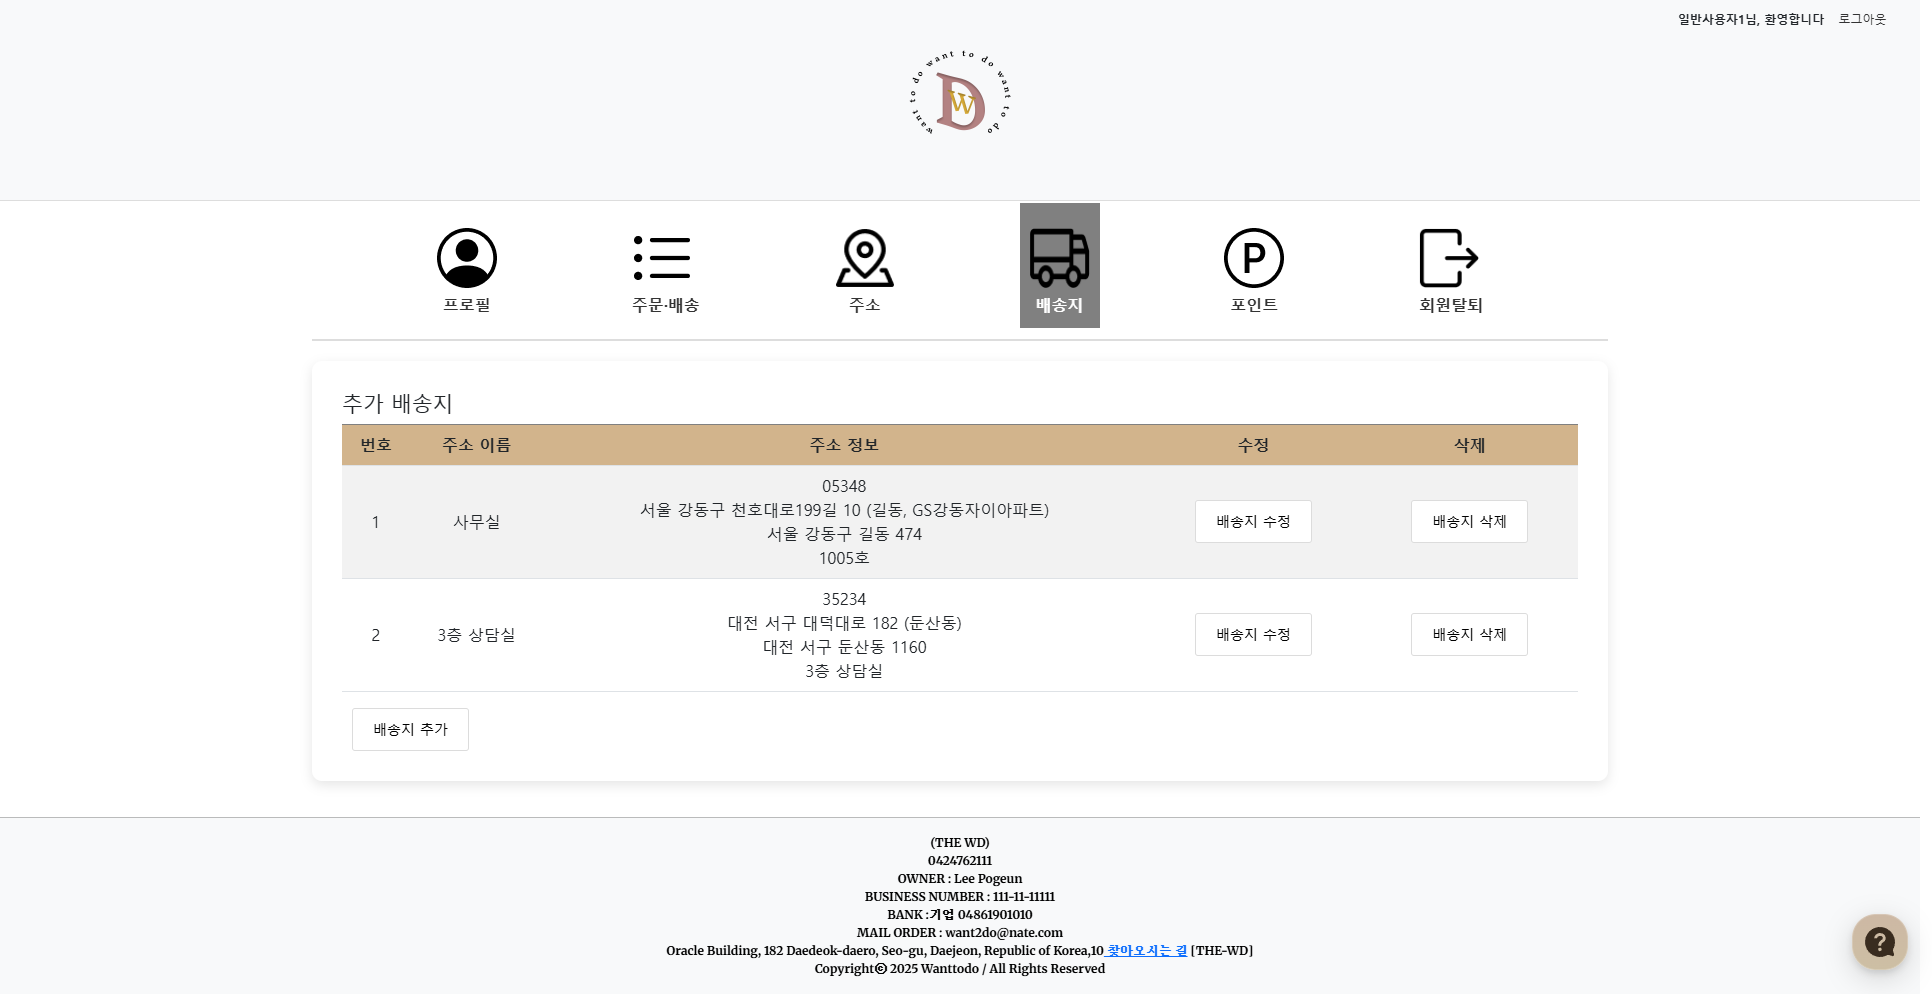 일반사용자1님, 환영합니다 로그아웃
want to do want to do want to do
D W
프로필 주문·배송 주소 배송지 포인트 회원탈퇴
P
추가 배송지
번호 주소 이름 주소 정보 수정 삭제
1 사무실
05348
서울 강동구 천호대로199길 10 (길동, GS강동자이아파트)
서울 강동구 길동 474
1005호
배송지 수정 배송지 삭제
2 3층 상담실
35234
대전 서구 대덕대로 182 (둔산동)
대전 서구 둔산동 1160
3층 상담실
배송지 수정 배송지 삭제
배송지 추가
(THE WD)
0424762111
OWNER : Lee Pogeun
BUSINESS NUMBER : 111-11-11111
BANK :기업 04861901010
MAIL ORDER : want2do@nate.com
Oracle Building, 182 Daedeok-daero, Seo-gu, Daejeon, Republic of Korea,10 찾아오시는 길 [THE-WD]
Copyrightⓒ 2025 Wanttodo / All Rights Reserved
?